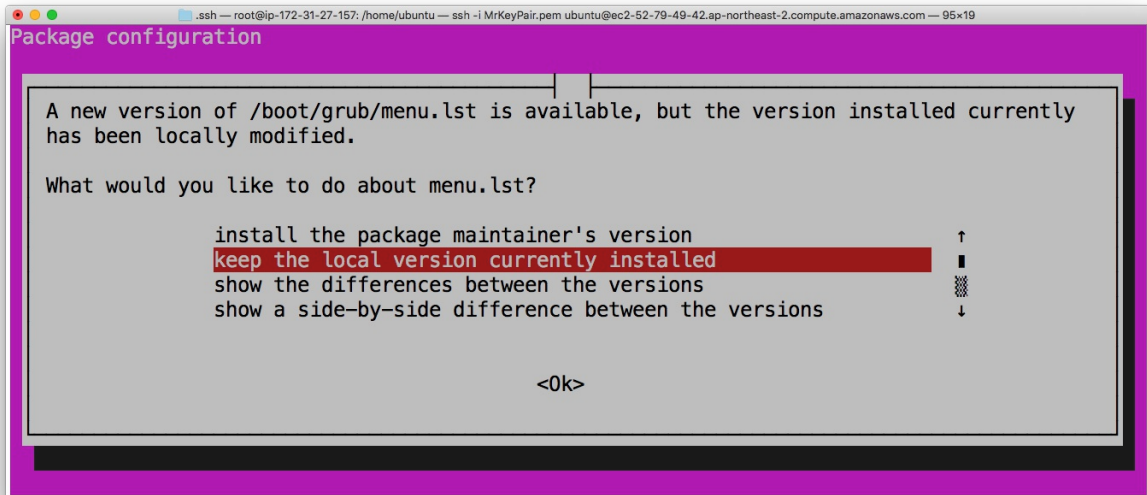 .ssh — root@ip-172-31-27-157: /home/ubuntu — ssh -i MrKeyPair.pem ubuntu@ec2-52-79-49-42.ap-northeast-2.compute.amazonaws.com — 95×19
Package configuration
A new version of /boot/grub/menu.lst is available, but the version installed currently
has been locally modified.
What would you like to do about menu.lst?
install the package maintainer's version
keep the local version currently installed
show the differences between the versions
show a side-by-side difference between the versions
<Ok>